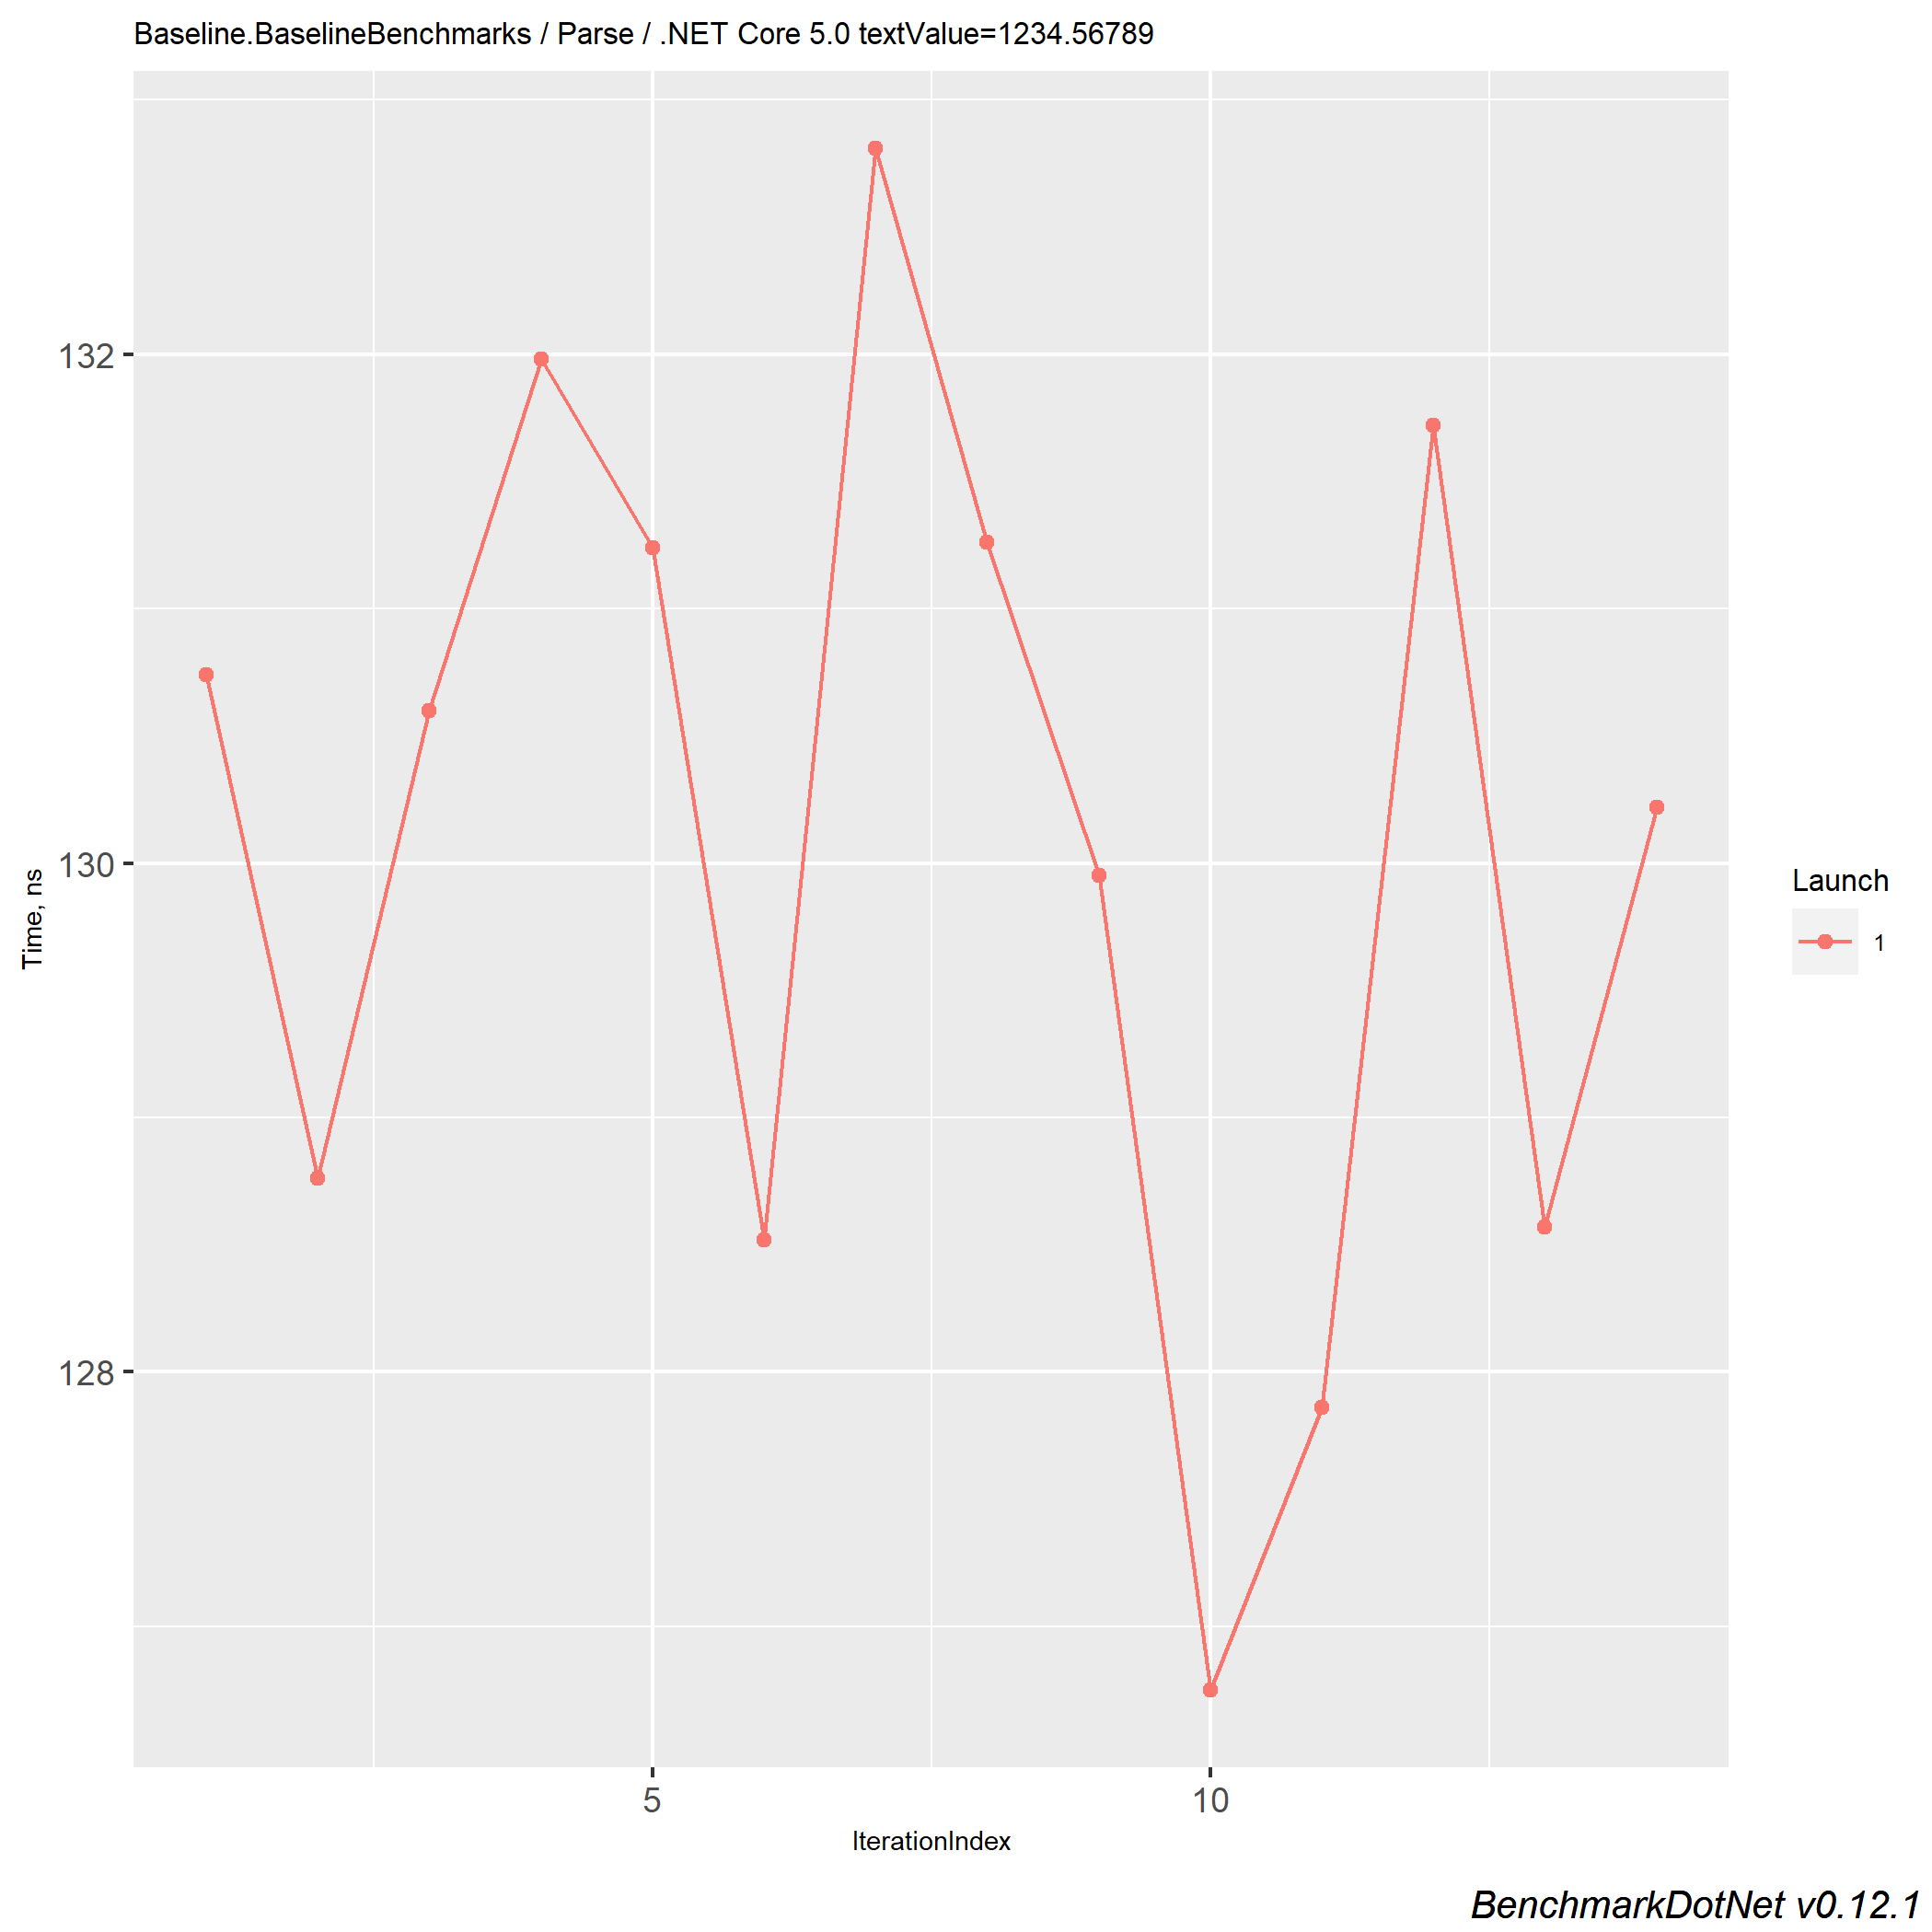 Baseline.BaselineBenchmarks / Parse / .NET Core 5.0 textValue=1234.56789
132
130
128
Time, ns
5
10
IterationIndex
Launch
1
BenchmarkDotNet v0.12.1